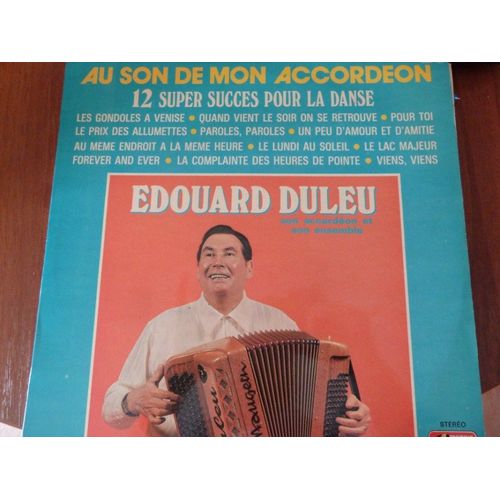 AU SON DE MON ACCORDEON
12 SUPER SUCCES POUR LA DANSE
LES GONDOLES A VENISE • QUAND VIENT LE SOIR ON SE RETROUVE • POUR TOI
LE PRIX DES ALLUMETTES • PAROLES, PAROLES • UN PEU D'AMOUR ET D'AMITIE
AU MEME ENDROIT A LA MEME HEURE • LE LUNDI AU SOLEIL • LE LAC MAJEUR
FOREVER AND EVER • LA COMPLAINTE DES HEURES DE POINTE • VIENS, VIENS
EDOUARD DULEU
son accordéon et
son ensemble
Maugein
STÉRÉO